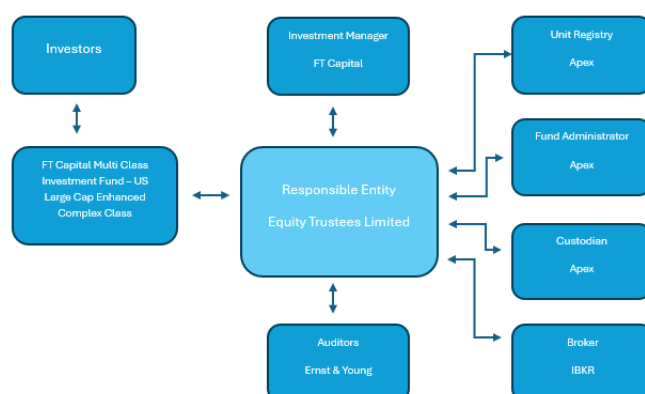 Investors
Investment Manager
FT Capital
Unit Registry
Apex
FT Capital Multi Class
Investment Fund – US
Large Cap Enhanced
Complex Class
Responsible Entity
Equity Trustees Limited
Fund Administrator
Apex
Custodian
Apex
Auditors
Ernst & Young
Broker
IBKR